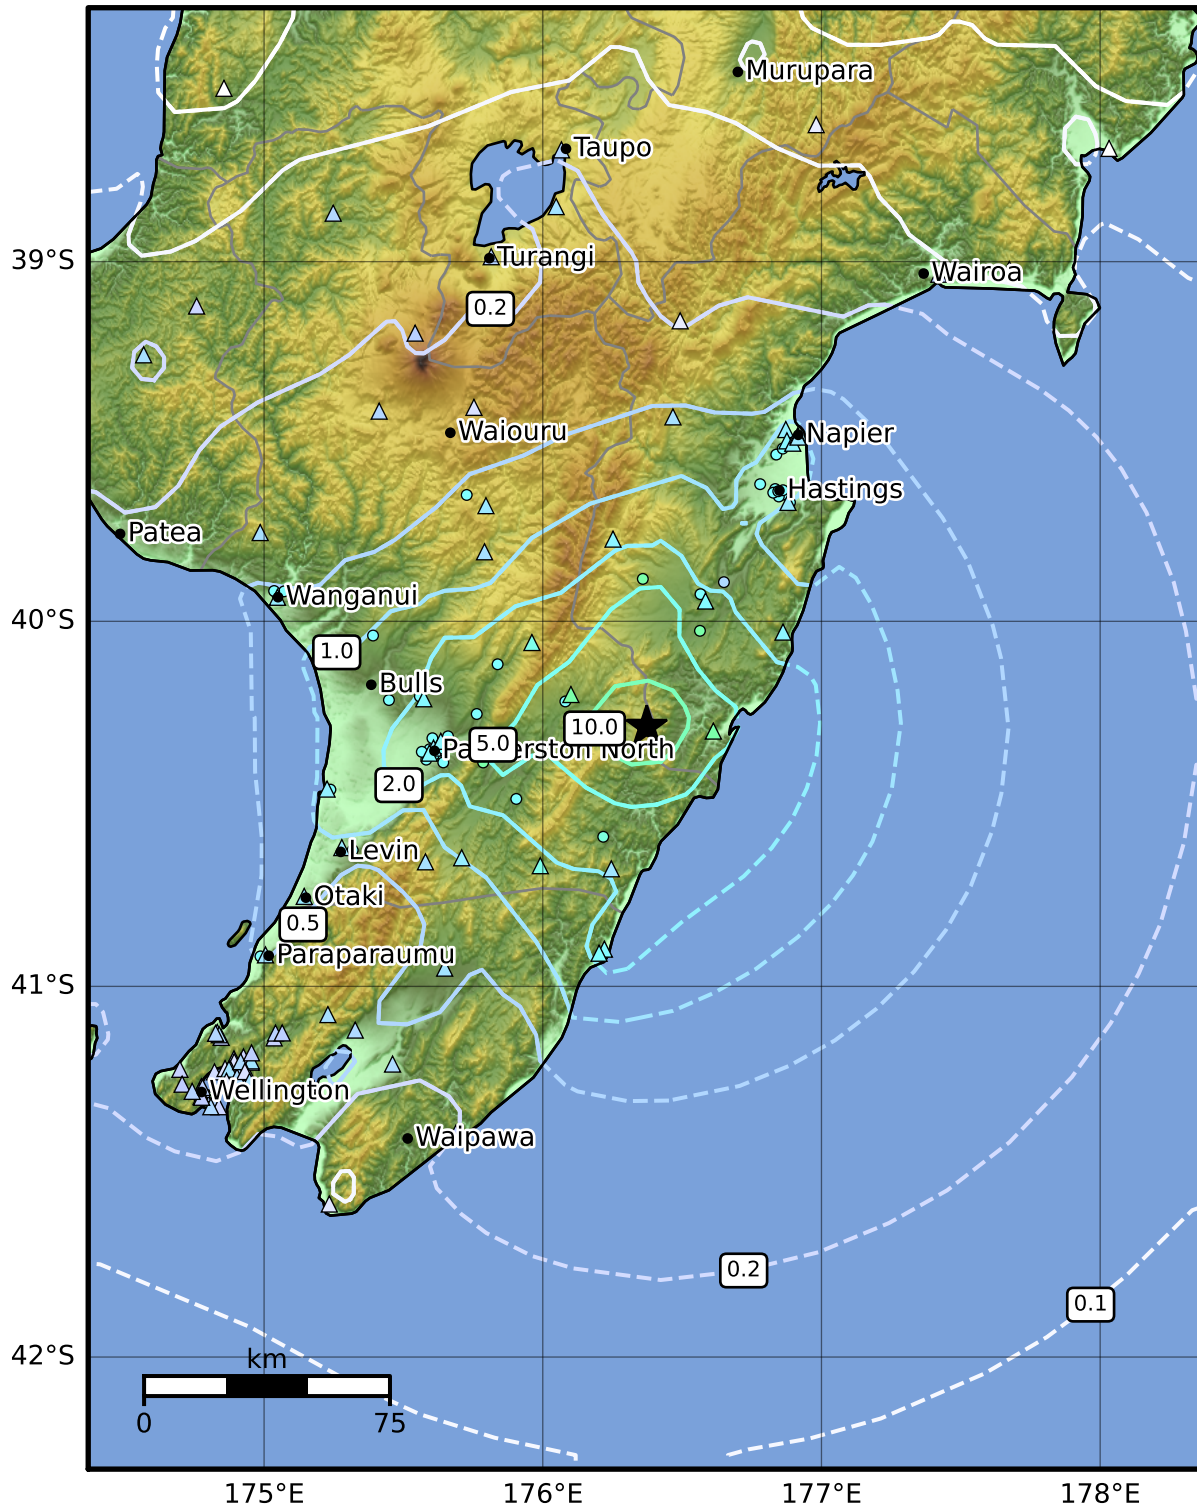 Murupara
Taupo
39°S
Turangi
Wairoa
0.2
Waiouru
Napier
Hastings
Patea
Wanganui
40°S
1.0
Bulls
10.0
5.0
Palmerston North
2.0
Levin
Otaki
0.5
Paraparaumu
41°S
Wellington
Waipawa
0.2
0.1
42°S
km
0
75
175°E
176°E
177°E
178°E